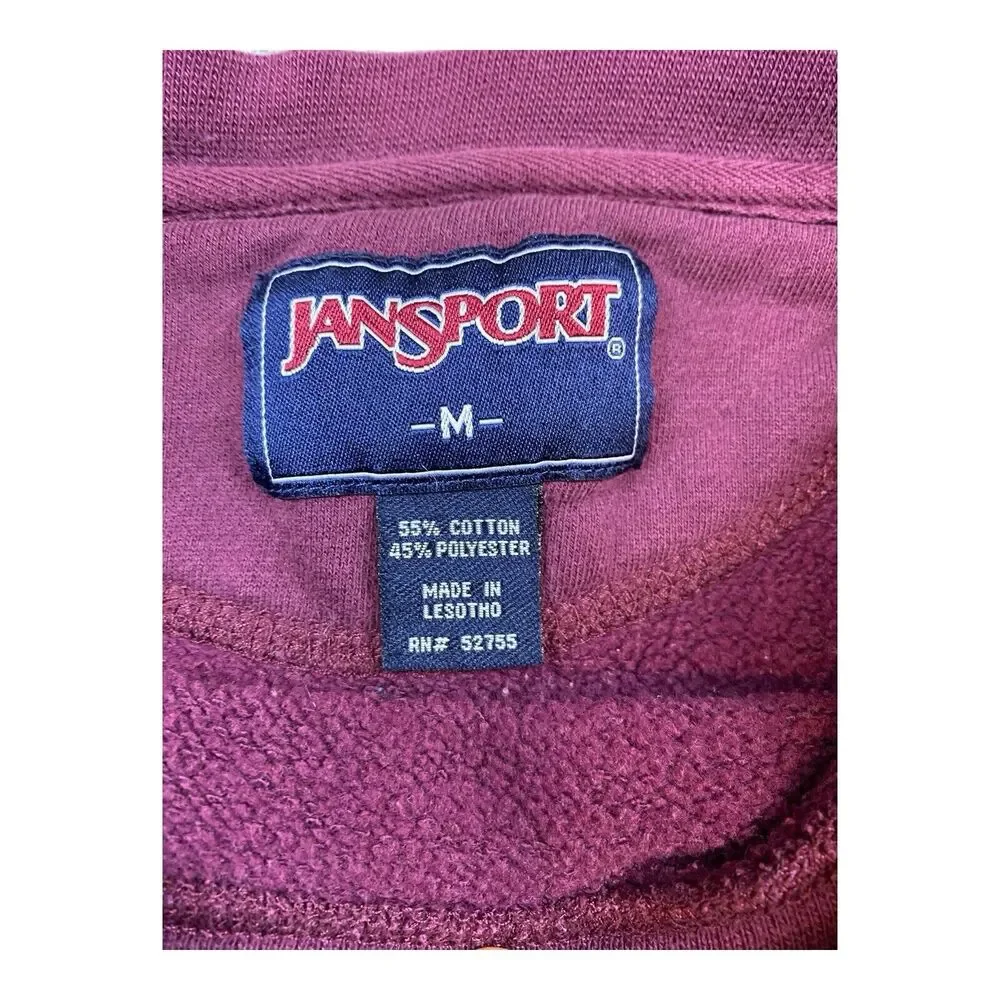 JANSPORT®
-M-
55% COTTON
45% POLYESTER
MADE IN
LESOTHO
RN# 52755